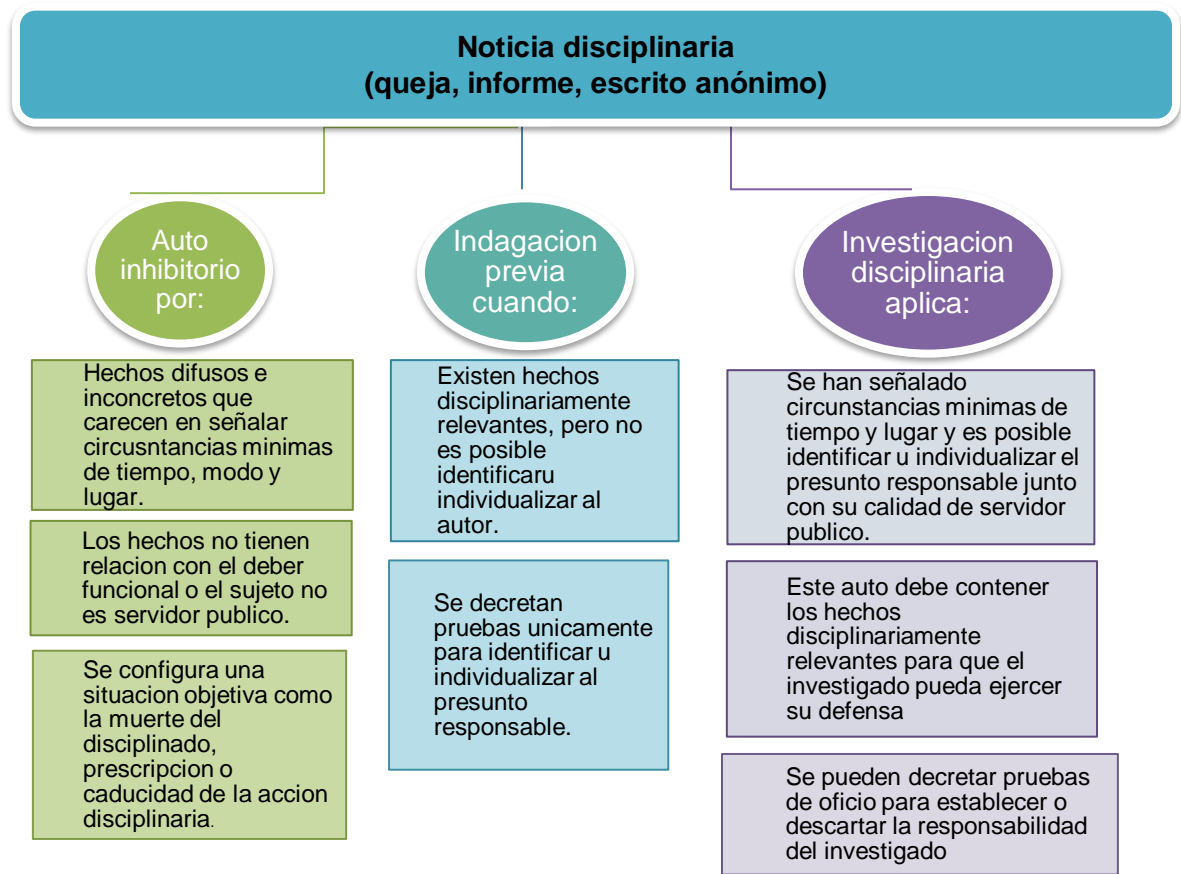 Noticia disciplinaria
(queja, informe, escrito anónimo)
Auto
inhibitorio
por:
Hechos difusos e
inconcretos que
carecen en señalar
circusntancias minimas
de tiempo, modo y
lugar.
Los hechos no tienen
relacion con el deber
funcional o el sujeto no
es servidor publico.
Se configura una
situacion objetiva como
la muerte del
disciplinado,
prescripcion o
caducidad de la accion
disciplinaria.
Indagacion
previa
cuando:
Existen hechos
disciplinariamente
relevantes, pero no
es posible
identificaru
individualizar al
autor.
Se decretan
pruebas unicamente
para identificar u
individualizar al
presunto
responsable.
Investigacion
disciplinaria
aplica:
Se han señalado
circunstancias minimas de
tiempo y lugar y es posible
identificar u individualizar el
presunto responsable junto
con su calidad de servidor
publico.
Este auto debe contener
los hechos
disciplinariamente
relevantes para que el
investigado pueda ejercer
su defensa
Se pueden decretar pruebas
de oficio para establecer o
descartar la responsabilidad
del investigado